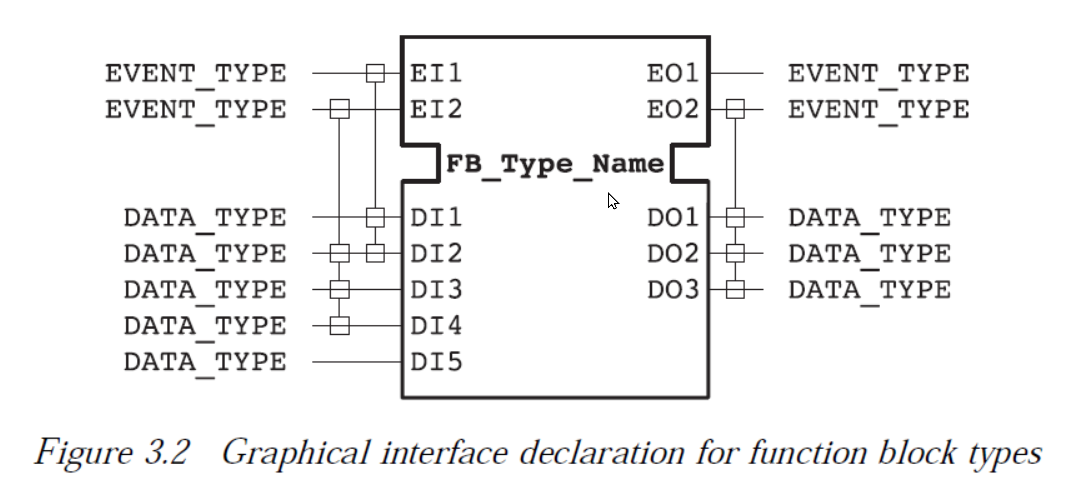 EVENT_TYPE EI1 EO1 EVENT_TYPE
EVENT_TYPE EI2 EO2 EVENT_TYPE
FB_Type_Name
DATA_TYPE DI1 DO1 DATA_TYPE
DATA_TYPE DI2 DO2 DATA_TYPE
DATA_TYPE DI3 DO3 DATA_TYPE
DATA_TYPE DI4
DATA_TYPE DI5
Figure 3.2 Graphical interface declaration for function block types